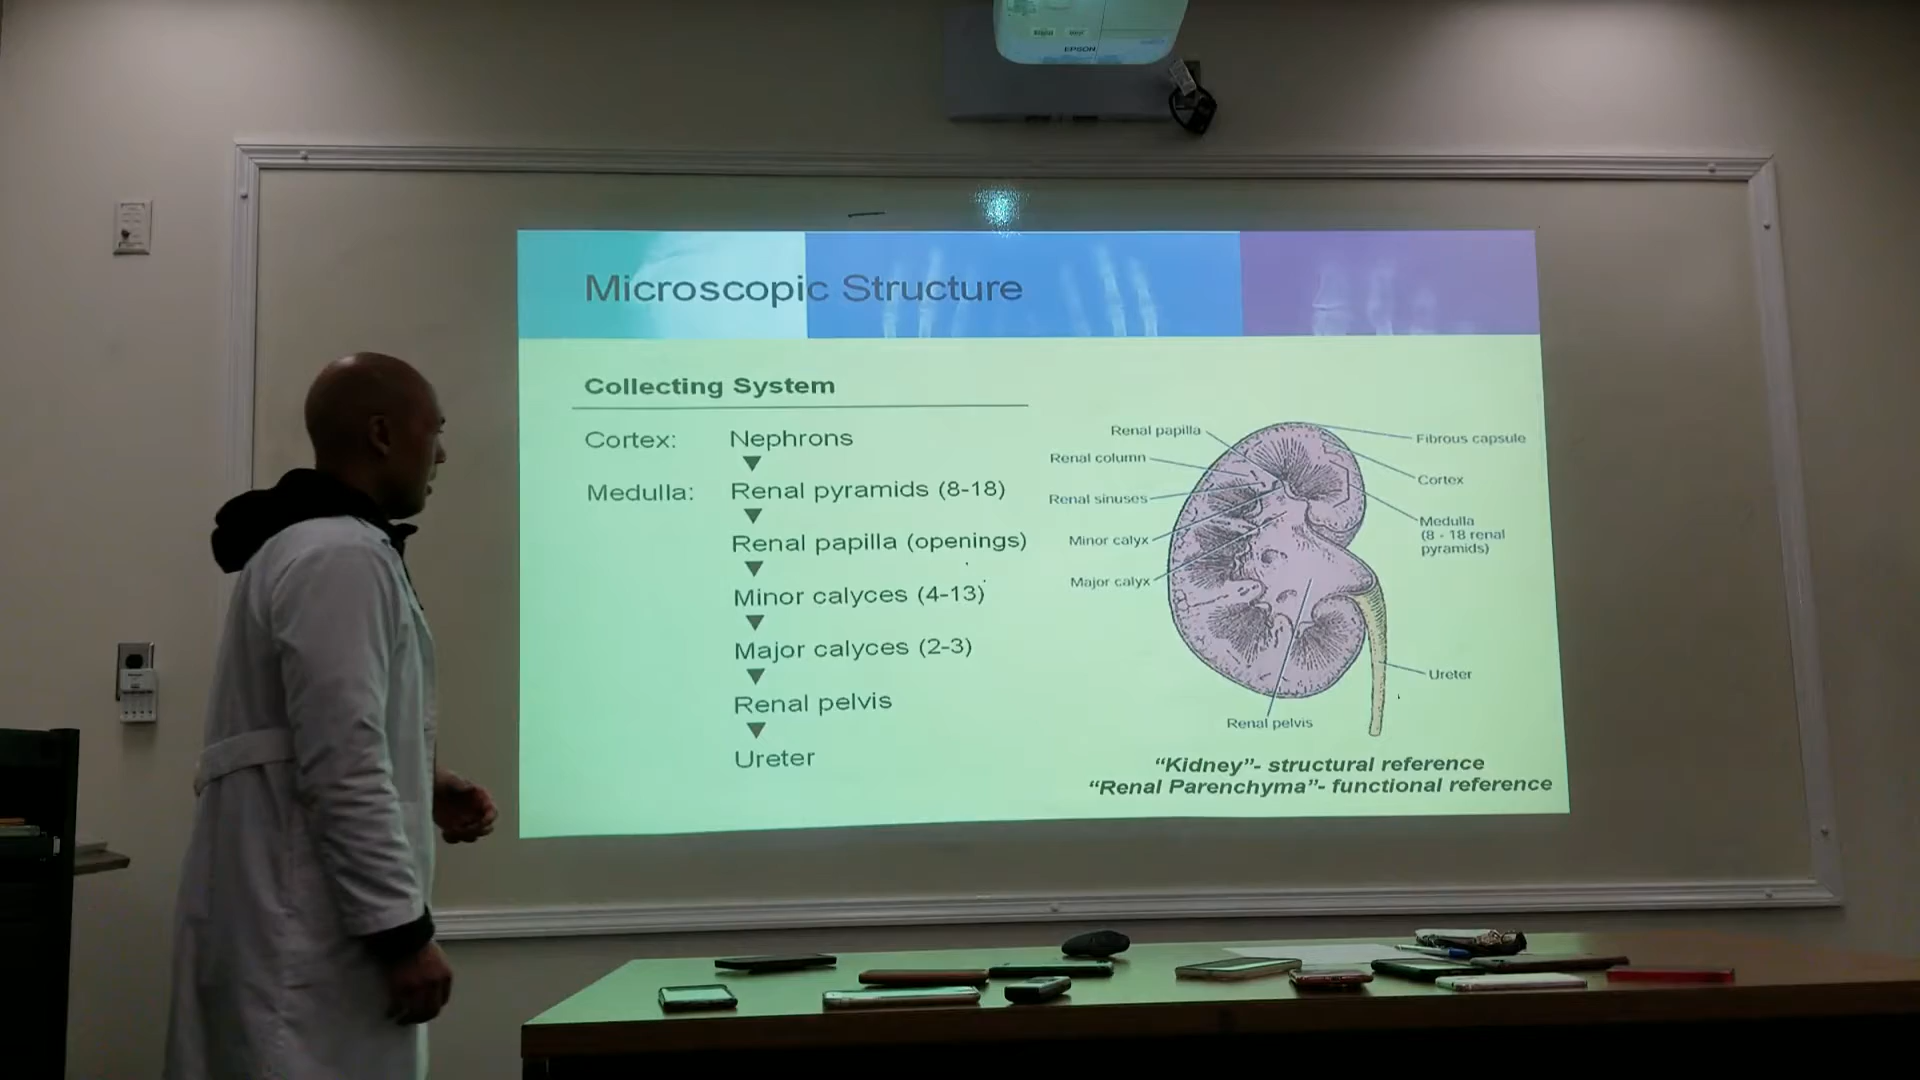 EPSON
Microscopic Structure
Collecting System
Cortex: Nephrons
▼
Medulla: Renal pyramids (8-18)
▼
Renal papilla (openings)
▼
Minor calyces (4-13)
▼
Major calyces (2-3)
▼
Renal pelvis
▼
Ureter
Renal papilla
Renal column
Renal sinuses
Minor calyx
Major calyx
Renal pelvis
Fibrous capsule
Cortex
Medulla
(8 - 18 renal
pyramids)
Ureter
“Kidney”- structural reference
“Renal Parenchyma”- functional reference